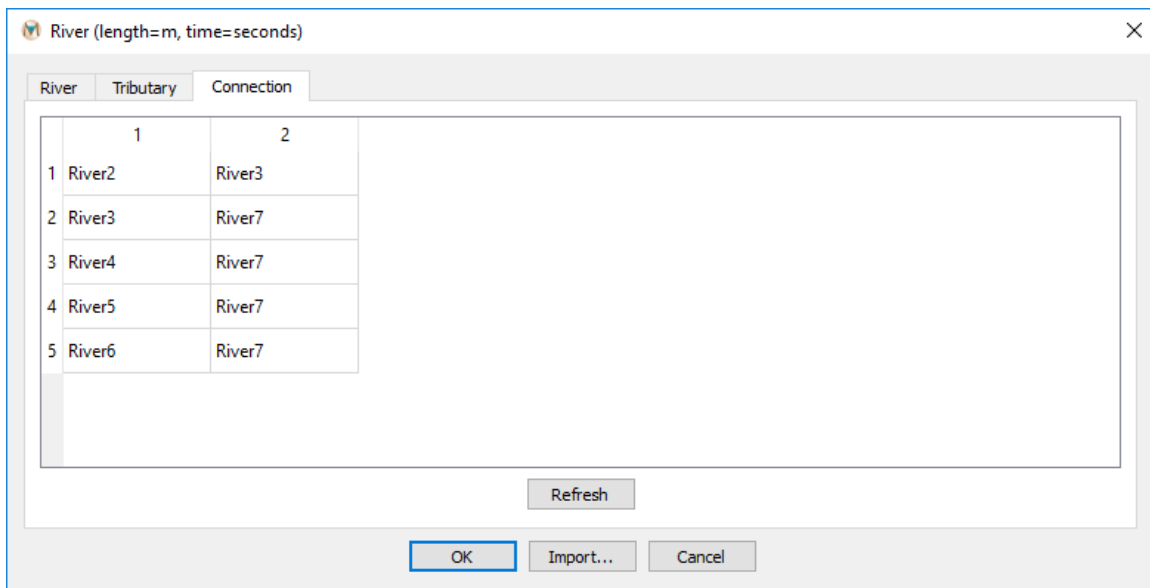 River (length=m, time=seconds)
River Tributary Connection
1 2
1 River2 River3
2 River3 River7
3 River4 River7
4 River5 River7
5 River6 River7
Refresh
OK Import... Cancel